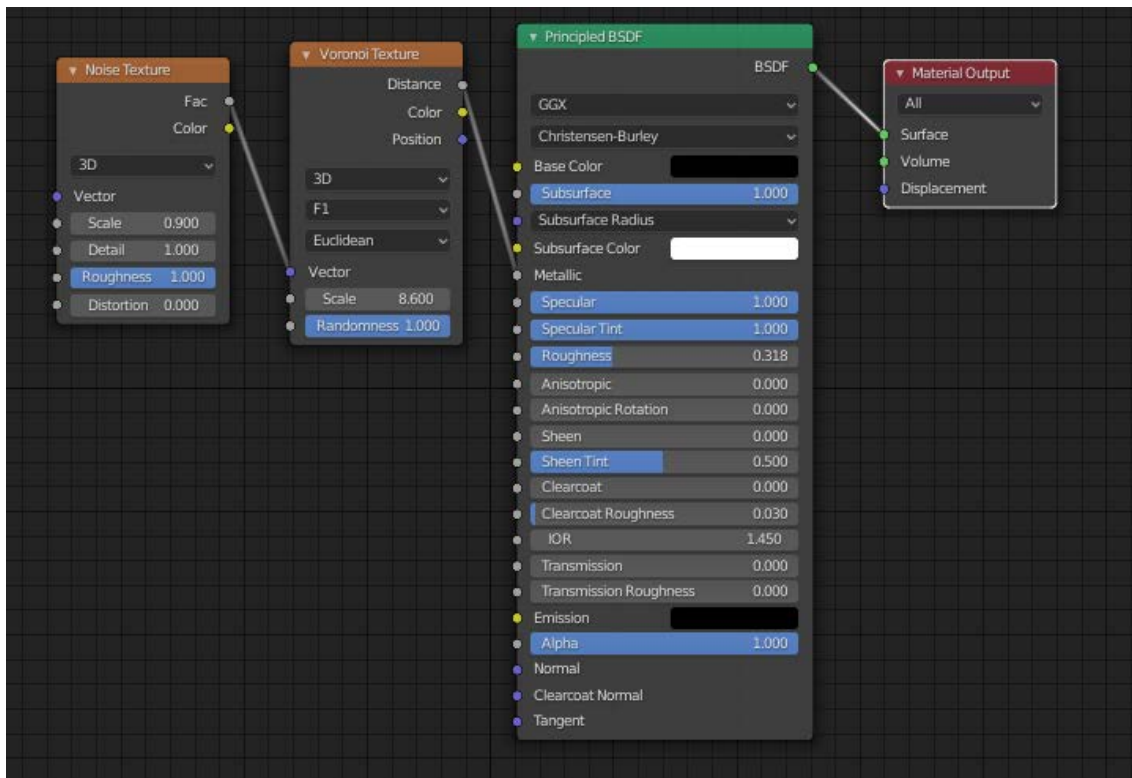 Noise Texture
Fac
Color
3D
Vector
Scale 0.900
Detail 1.000
Roughness 1.000
Distortion 0.000
Voronoi Texture
Distance
Color
Position
3D
F1
Euclidean
Vector
Scale 8.600
Randomness 1.000
Principled BSDF
BSDF
GGX
Christensen-Burley
Base Color
Subsurface 1.000
Subsurface Radius
Subsurface Color
Metallic
Specular 1.000
Specular Tint 1.000
Roughness 0.318
Anisotropic 0.000
Anisotropic Rotation 0.000
Sheen 0.000
Sheen Tint 0.500
Clearcoat 0.000
Clearcoat Roughness 0.030
IOR 1.450
Transmission 0.000
Transmission Roughness 0.000
Emission
Alpha 1.000
Normal
Clearcoat Normal
Tangent
Material Output
All
Surface
Volume
Displacement